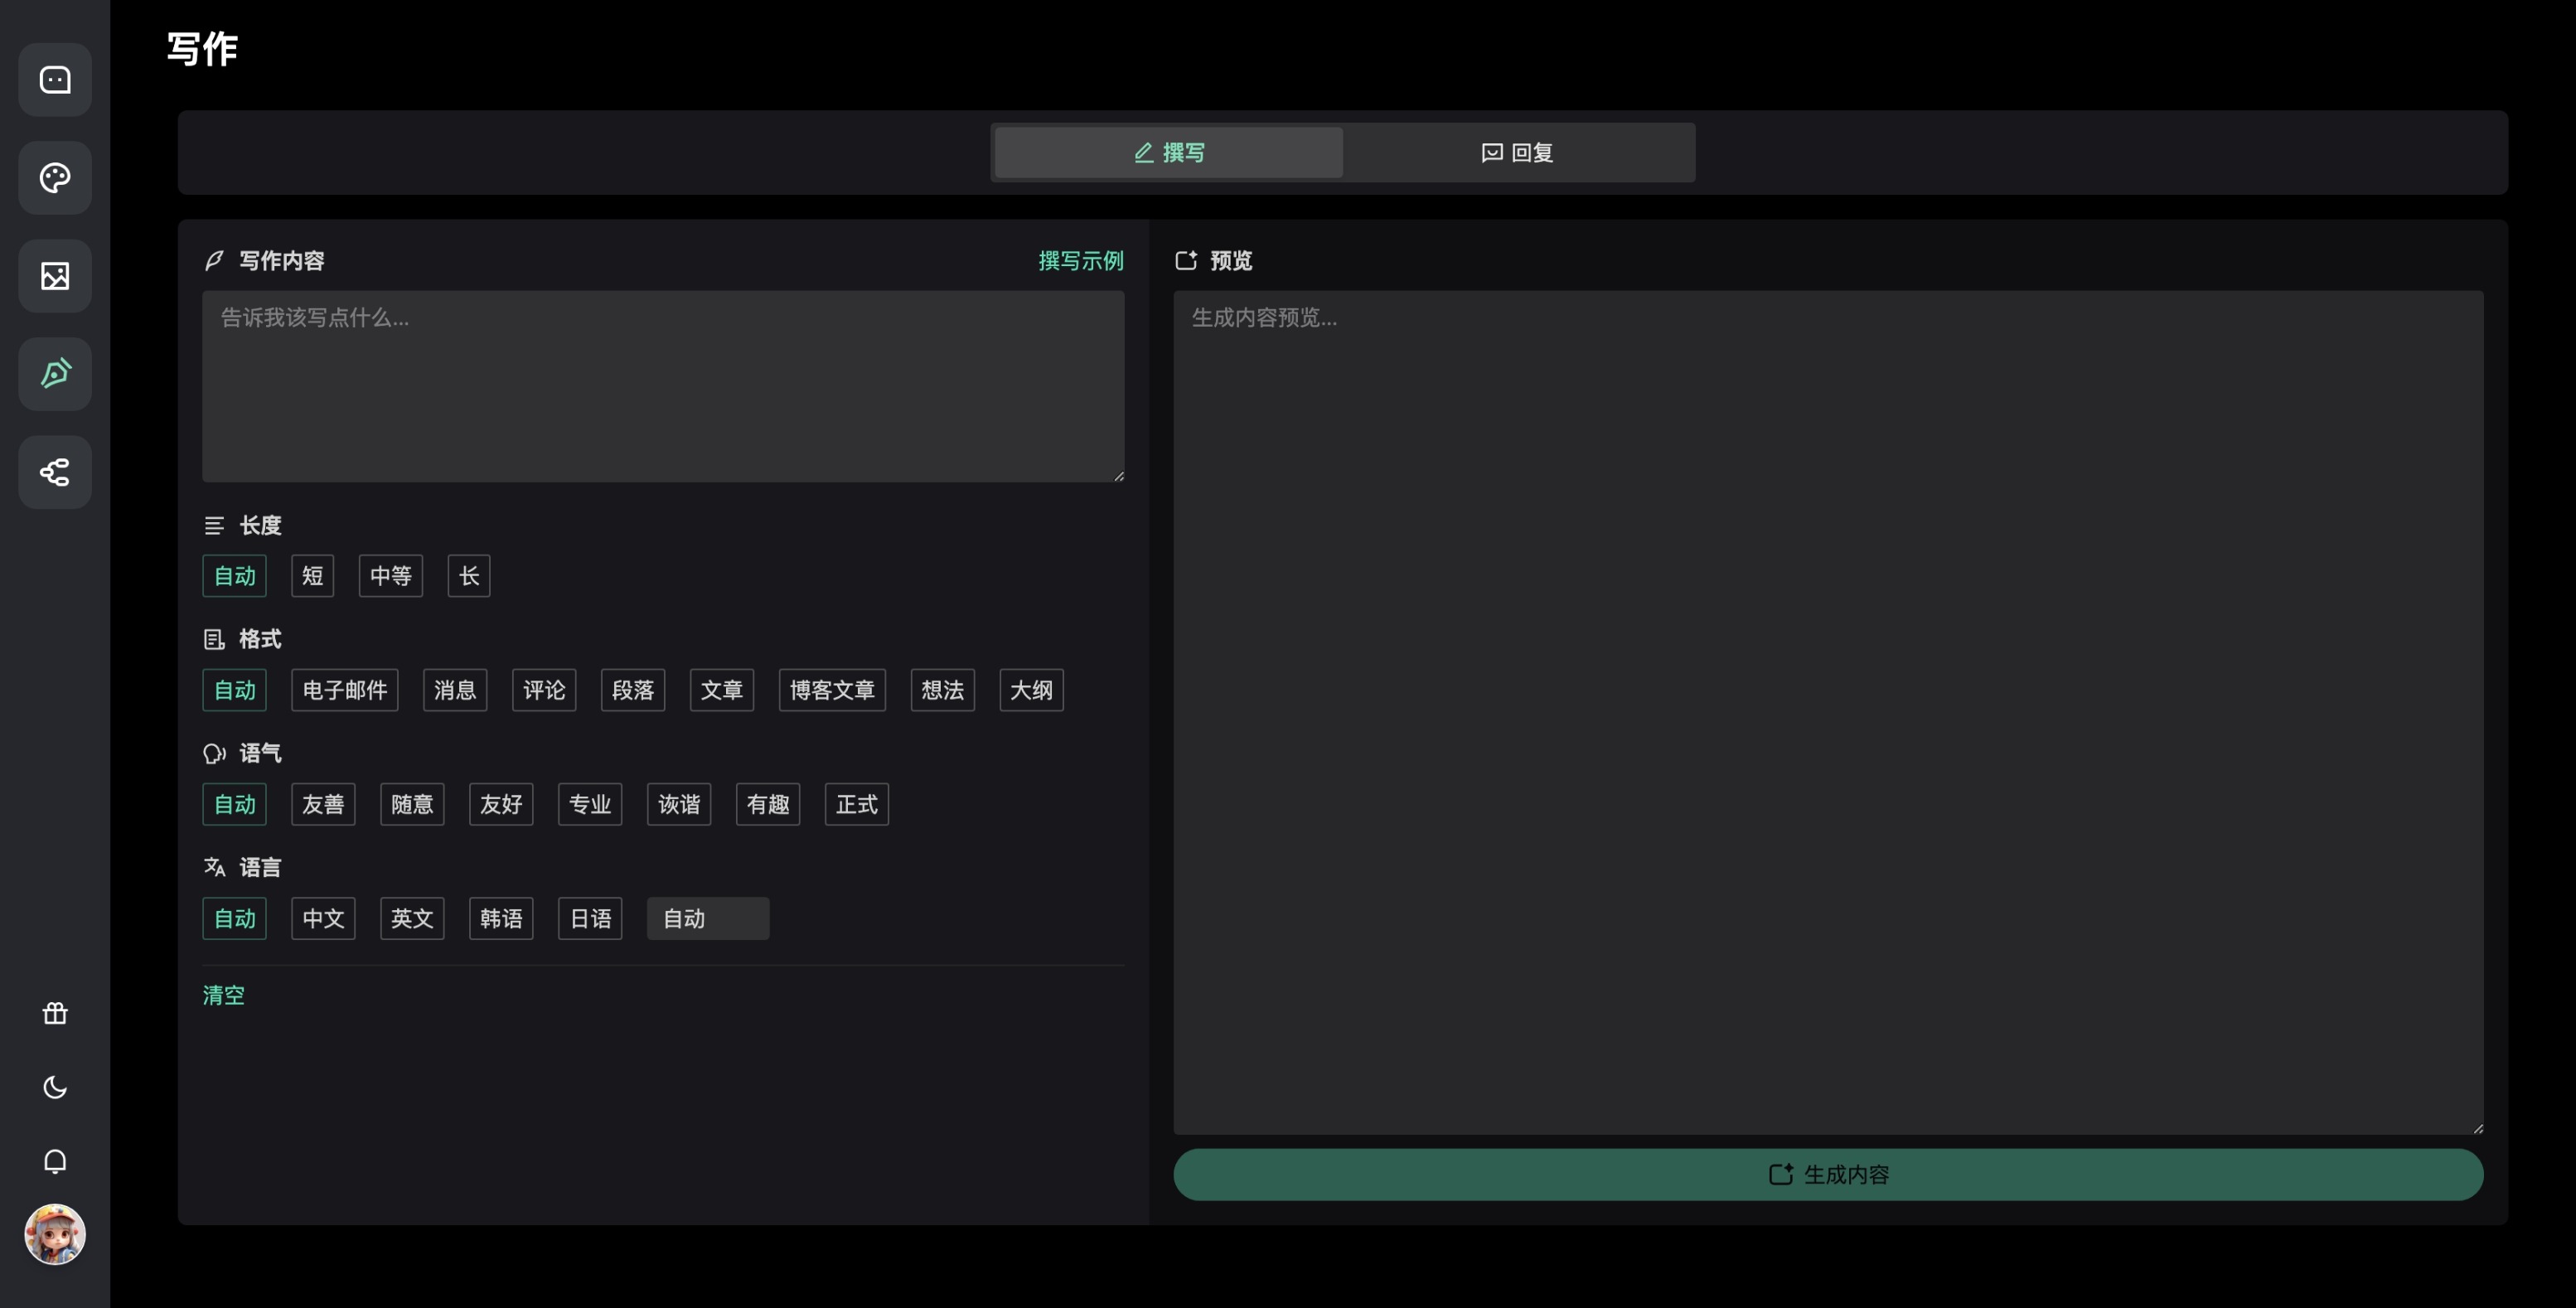 写作
撰写 回复
写作内容 撰写示例
告诉我该写点什么...
长度
自动 短 中等 长
格式
自动 电子邮件 消息 评论 段落 文章 博客文章 想法 大纲
语气
自动 友善 随意 友好 专业 诙谐 有趣 正式
语言
自动 中文 英文 韩语 日语 自动
清空
预览
生成内容预览...
生成内容